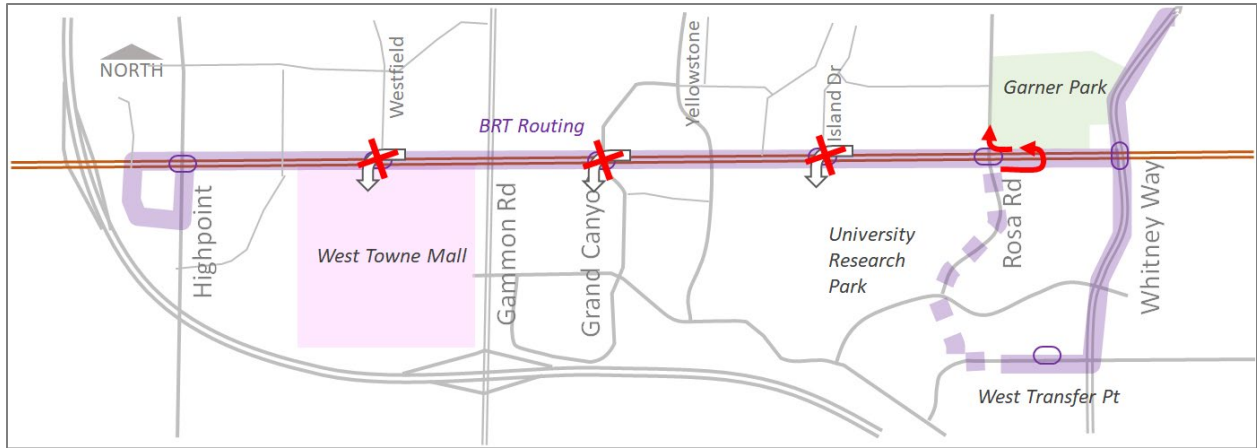 NORTH
Westfield
BRT Routing
Yellowstone
Island Dr
Garner Park
Highpoint
West Towne Mall
Gammon Rd
Grand Canyo
University
Research
Park
Rosa Rd
Whitney Way
West Transfer Pt